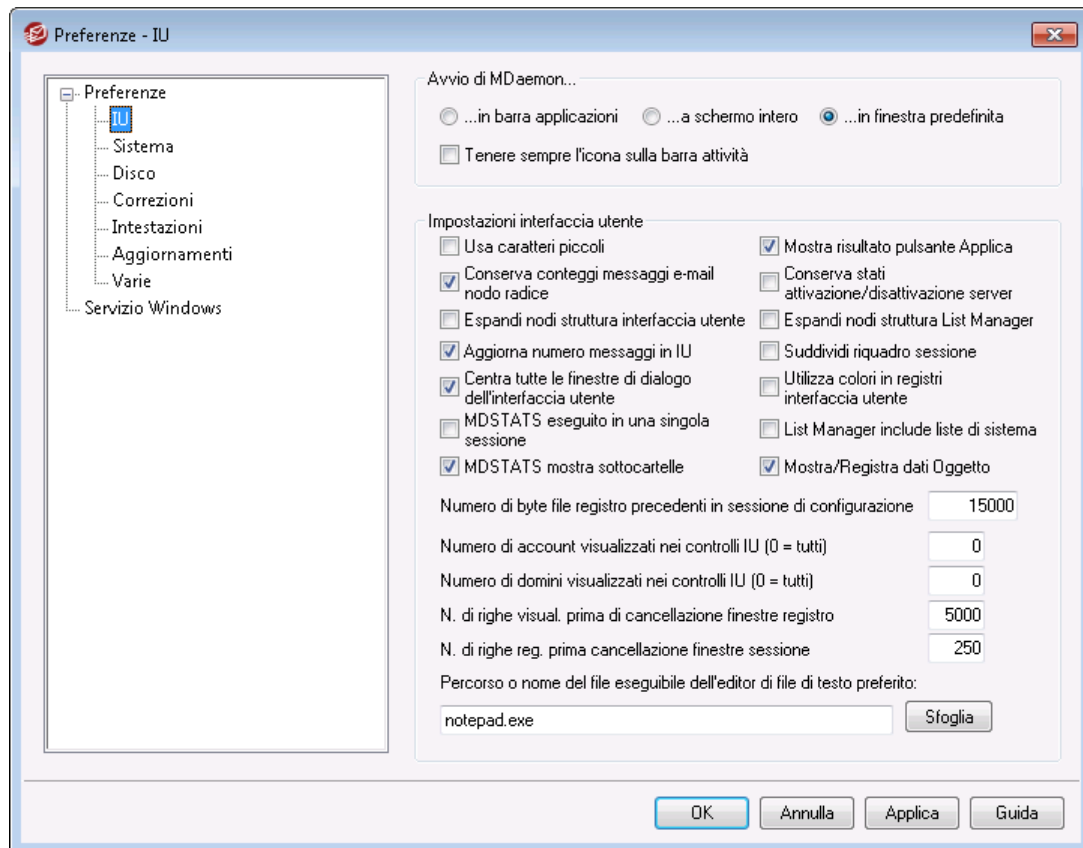 Preferenze - IU
Preferenze
IU
Sistema
Disco
Correzioni
Intestazioni
Aggiornamenti
Varie
Servizio Windows
Avvio di MDaemon...
...in barra applicazioni
...a schermo intero
...in finestra predefinita
Tenere sempre l'icona sulla barra attività
Impostazioni interfaccia utente
Usa caratteri piccoli
Mostra risultato pulsante Applica
Conserva conteggi messaggi e-mail
nodo radice
Conserva stati
attivazione/disattivazione server
Espandi nodi struttura interfaccia utente
Espandi nodi struttura List Manager
Aggiorna numero messaggi in IU
Suddividi riquadro sessione
Centra tutte le finestre di dialogo
dell'interfaccia utente
Utilizza colori in registri
interfaccia utente
MDSTATS eseguito in una singola
sessione
List Manager include liste di sistema
MDSTATS mostra sottocartelle
Mostra/Registra dati Oggetto
Numero di byte file registro precedenti in sessione di configurazione
15000
Numero di account visualizzati nei controlli IU (0 = tutti)
0
Numero di domini visualizzati nei controlli IU (0 = tutti)
0
N. di righe visual. prima di cancellazione finestre registro
5000
N. di righe reg. prima cancellazione finestre sessione
250
Percorso o nome del file eseguibile dell'editor di file di testo preferito:
notepad.exe
Sfoglia
OK
Annulla
Applica
Guida